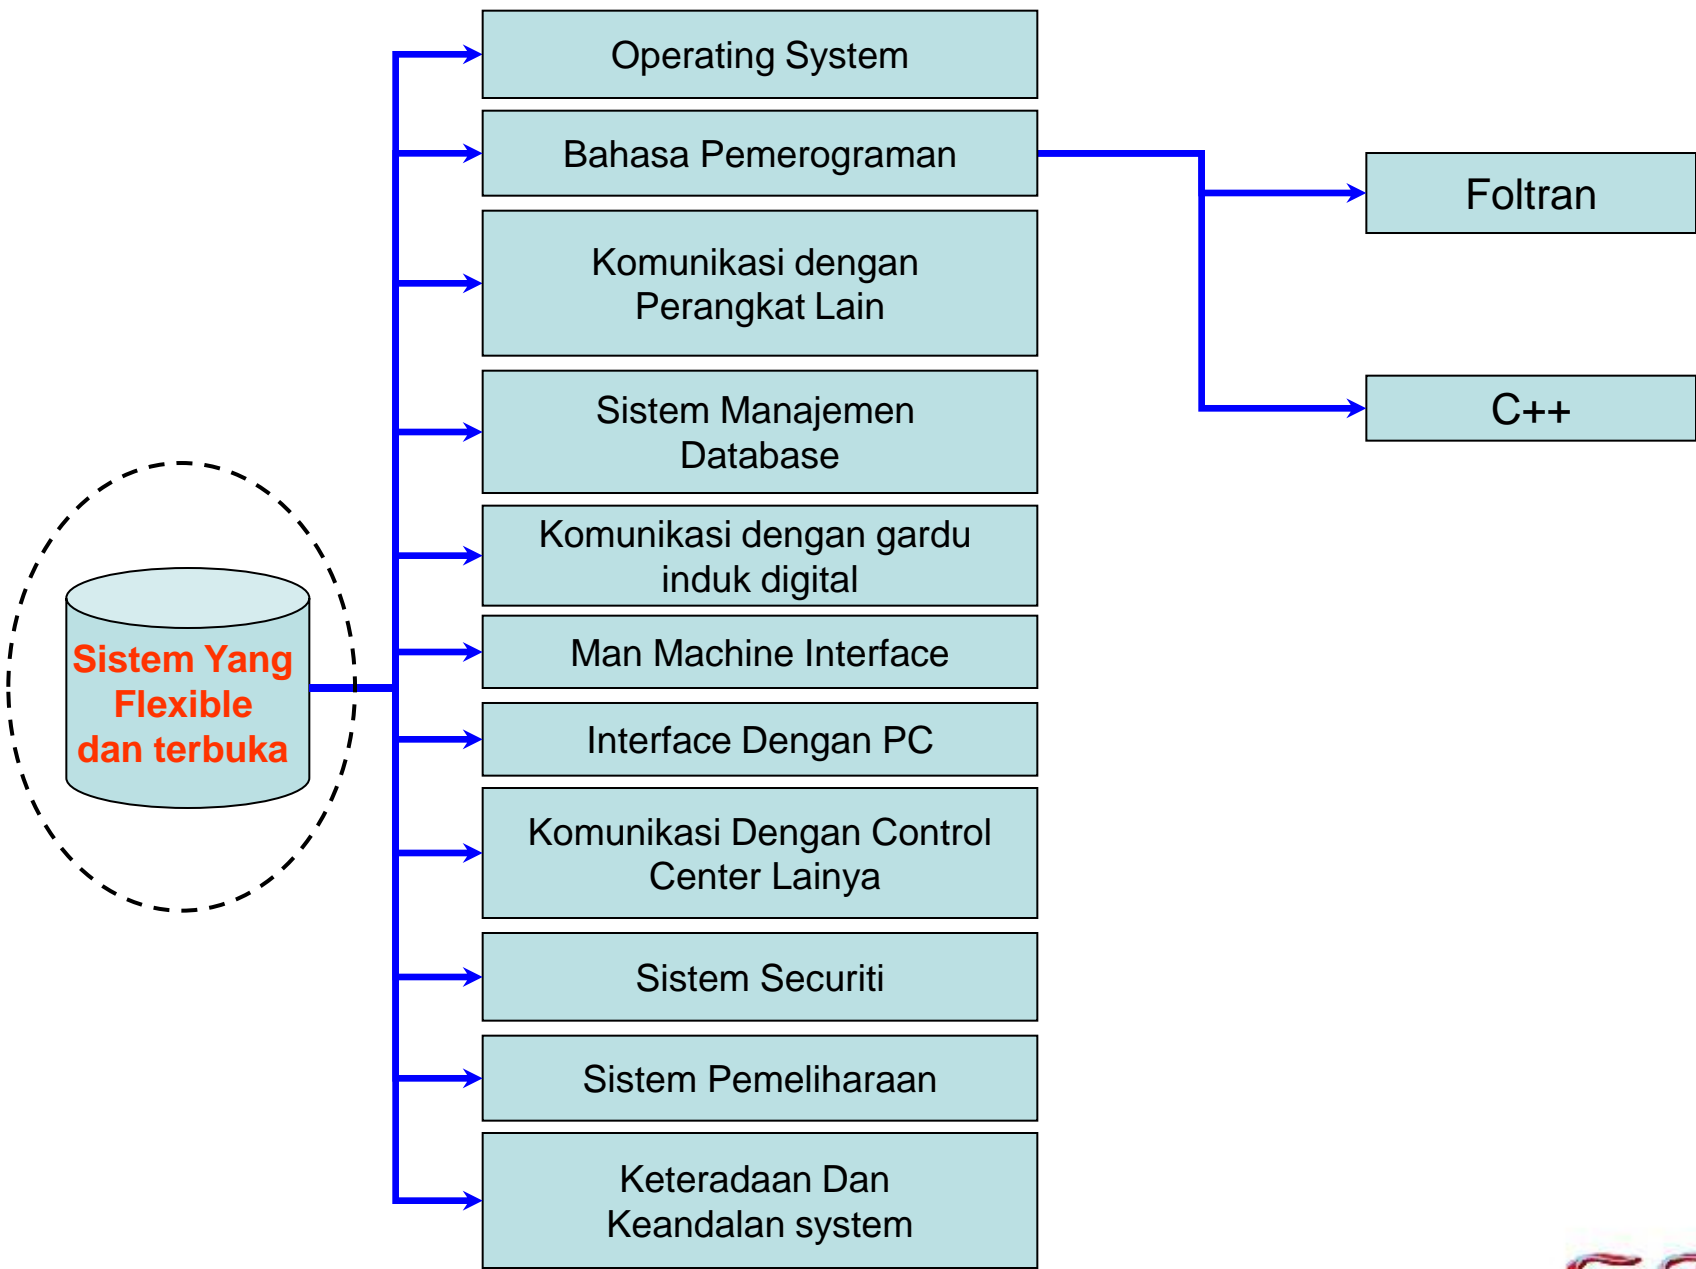 Operating System
Bahasa Pemerograman
Foltran
Komunikasi dengan
Perangkat Lain
C++
Sistem Manajemen
Database
Komunikasi dengan gardu
induk digital
Sistem Yang
Flexible
dan terbuka
Man Machine Interface
Interface Dengan PC
Komunikasi Dengan Control
Center Lainya
Sistem Securiti
Sistem Pemeliharaan
Keteradaan Dan
Keandalan system